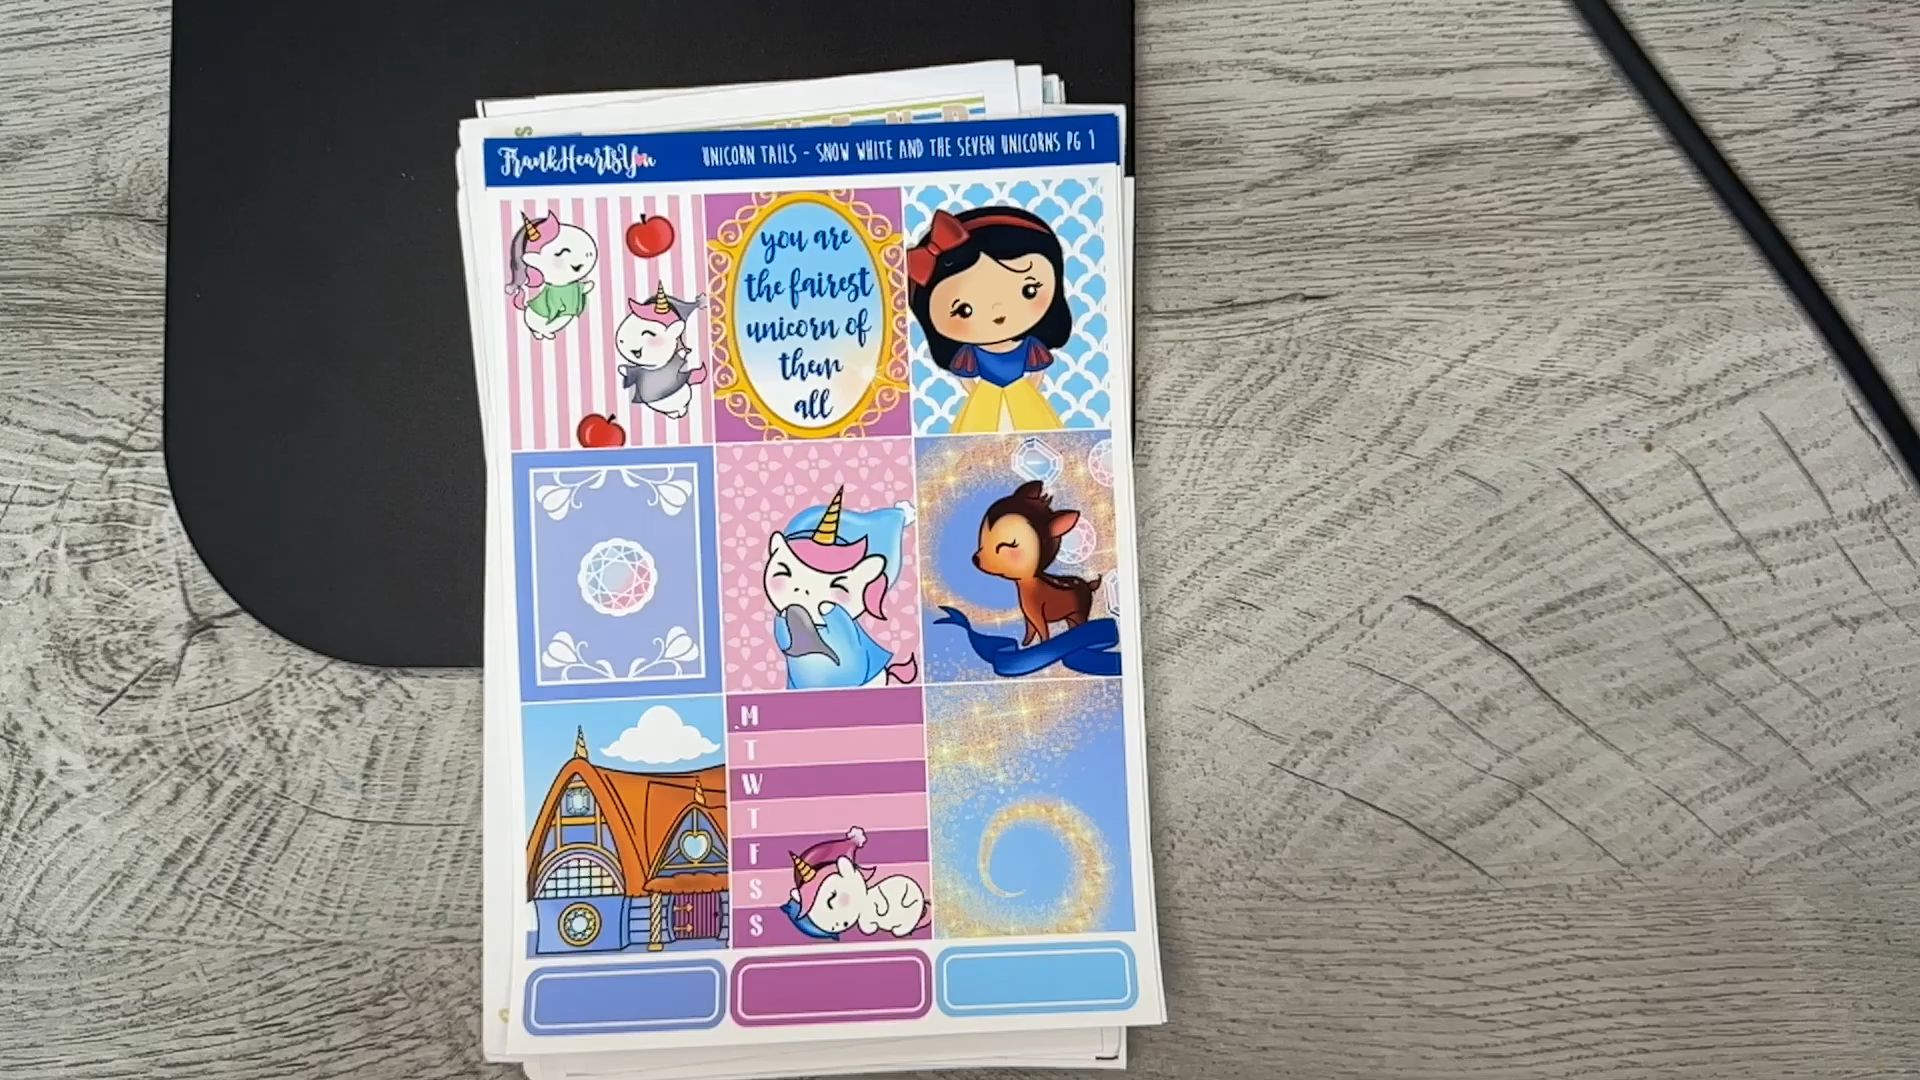 FrankHeartsYou
UNICORN TAILS - SNOW WHITE AND THE SEVEN UNICORNS PG 1
you are
the fairest
unicorn of
them
all
M
T
W
T
F
S
S